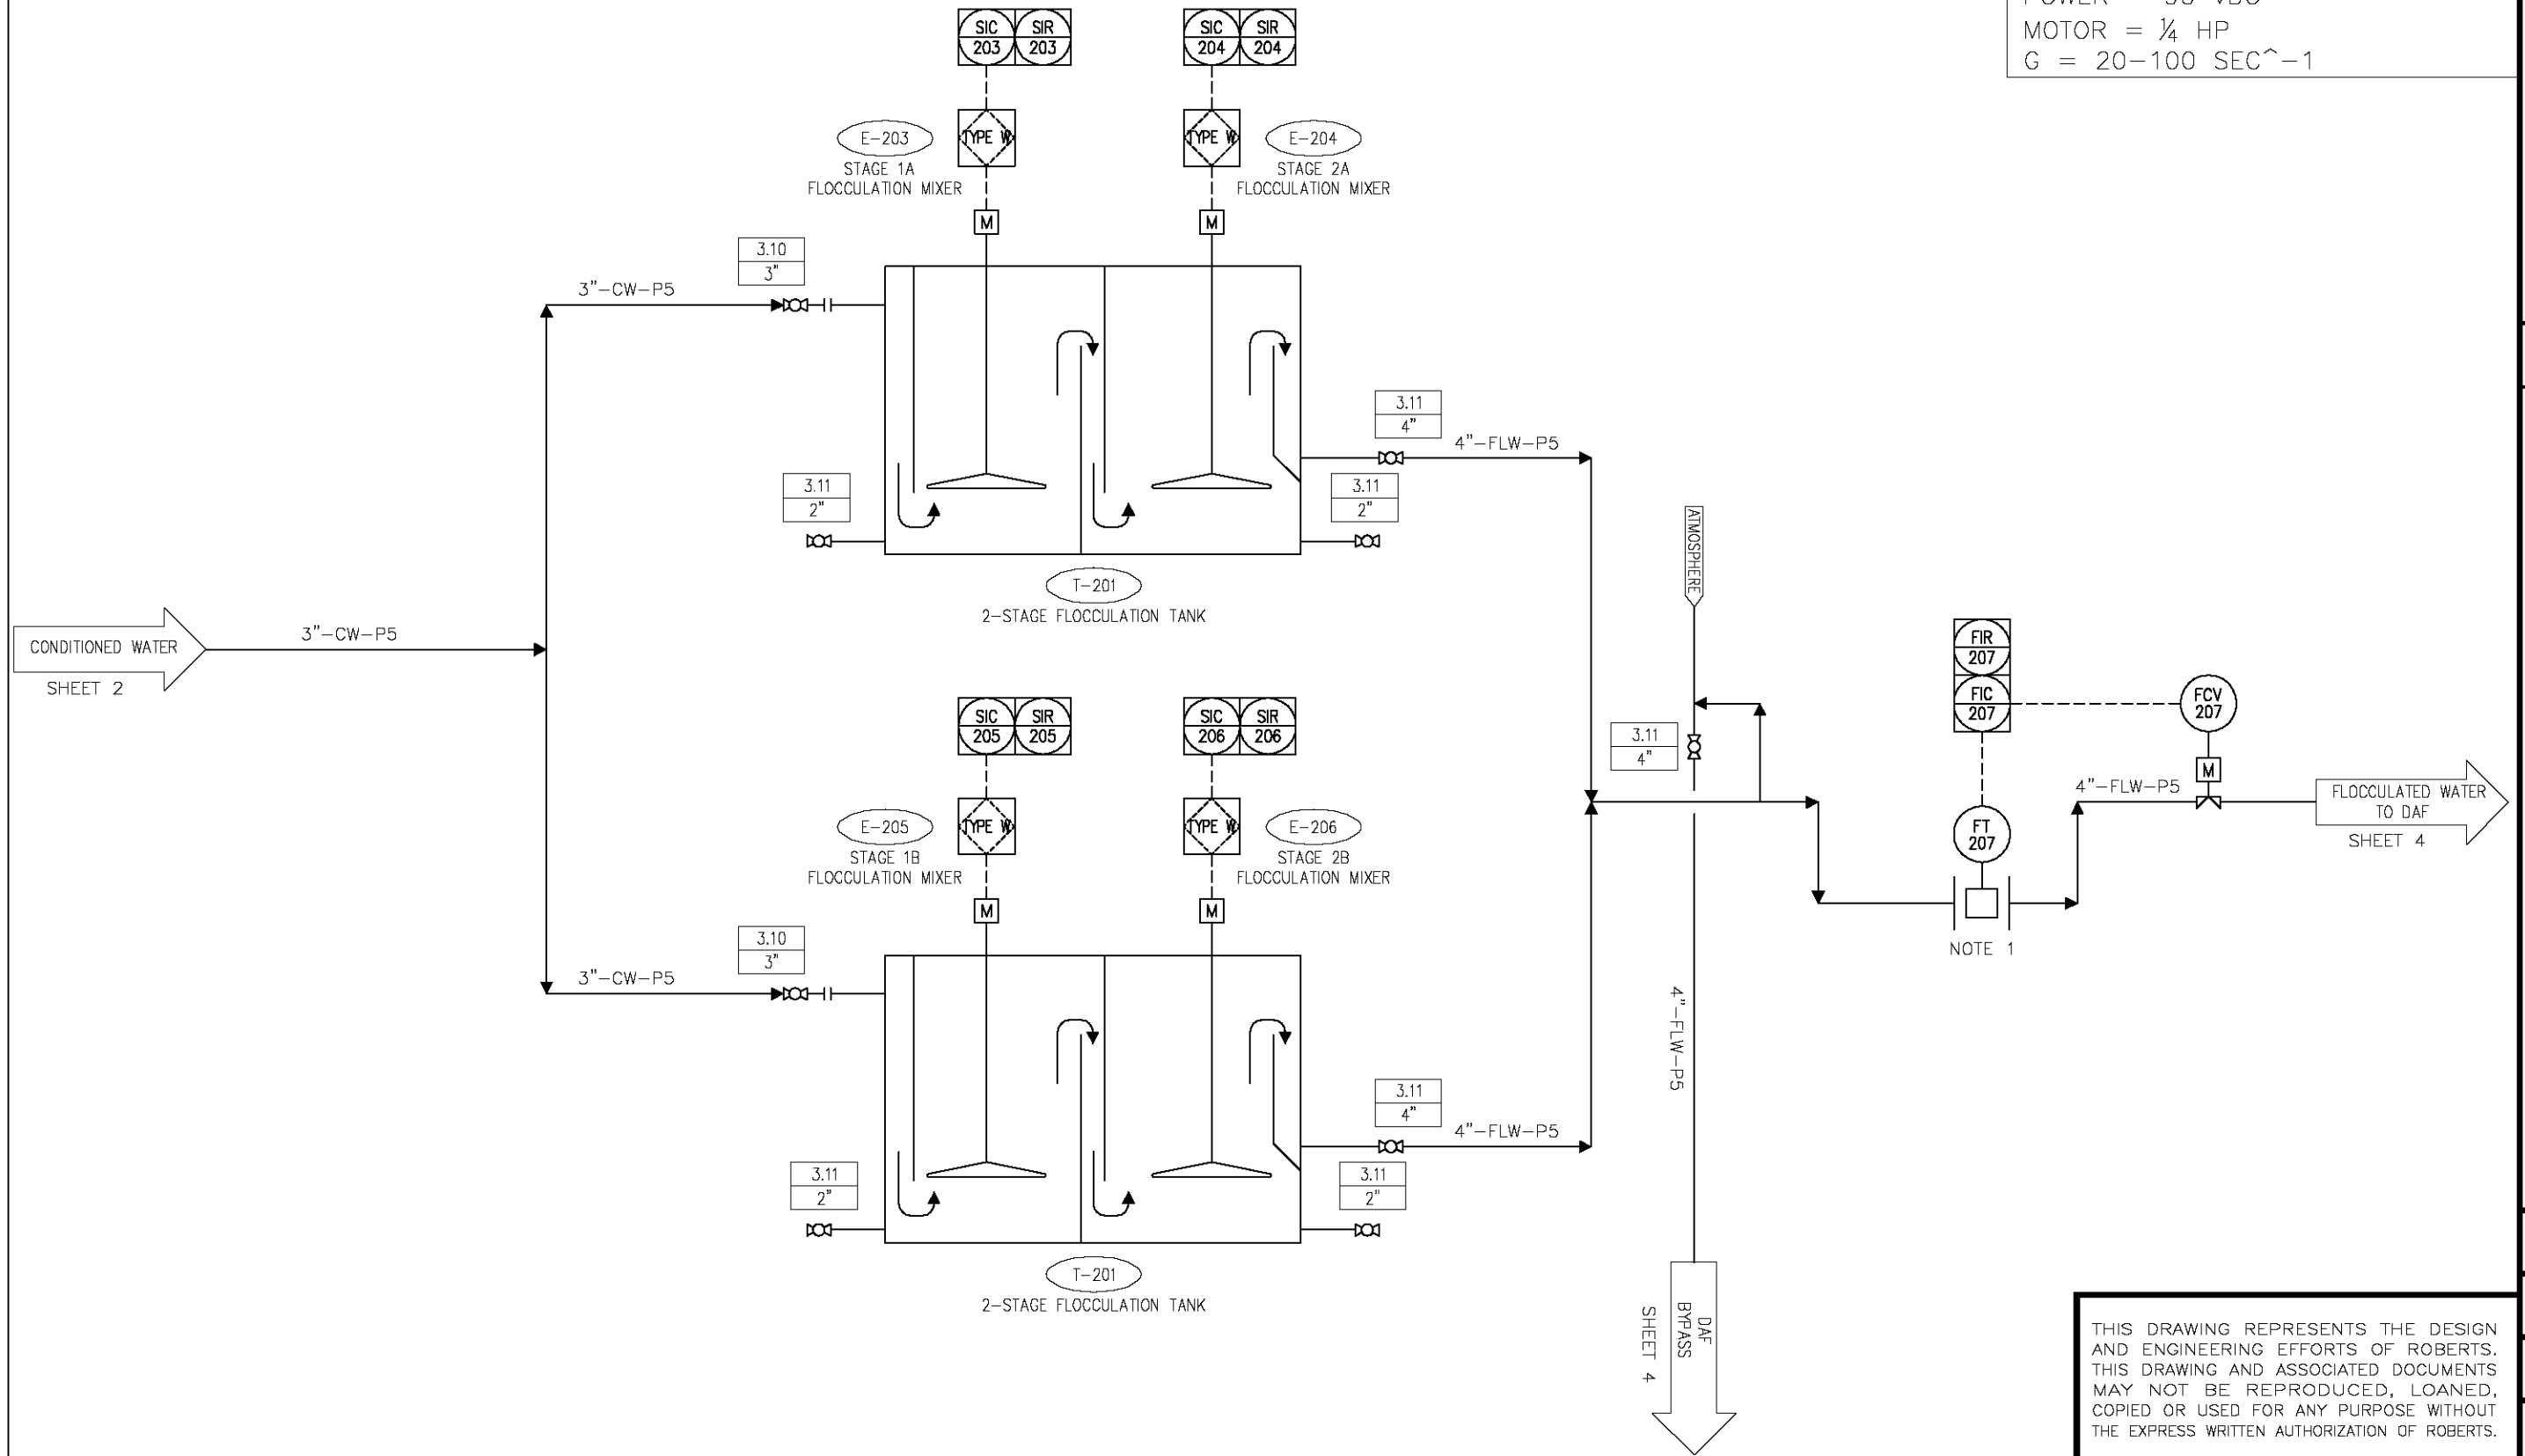 MOTOR = ¼ HP
G = 20-100 SEC^-1
SIC 203
SIR 203
SIC 204
SIR 204
TYPE W
E-203
STAGE 1A
FLOCCULATION MIXER
M
TYPE W
E-204
STAGE 2A
FLOCCULATION MIXER
M
3.10
3"
3"-CW-P5
3.11
4"
4"-FLW-P5
3.11
2"
3.11
2"
T-201
2-STAGE FLOCCULATION TANK
ATMOSPHERE
CONDITIONED WATER
SHEET 2
3"-CW-P5
SIC 205
SIR 205
SIC 206
SIR 206
3.11
4"
FIR 207
FIC 207
FCV 207
M
4"-FLW-P5
FLOCCULATED WATER
TO DAF
SHEET 4
FT 207
NOTE 1
TYPE W
E-205
STAGE 1B
FLOCCULATION MIXER
M
TYPE W
E-206
STAGE 2B
FLOCCULATION MIXER
M
3.10
3"
3"-CW-P5
4"-FLW-P5
3.11
4"
4"-FLW-P5
3.11
2"
3.11
2"
T-201
2-STAGE FLOCCULATION TANK
DAF
BYPASS
SHEET 4
THIS DRAWING REPRESENTS THE DESIGN
AND ENGINEERING EFFORTS OF ROBERTS.
THIS DRAWING AND ASSOCIATED DOCUMENTS
MAY NOT BE REPRODUCED, LOANED,
COPIED OR USED FOR ANY PURPOSE WITHOUT
THE EXPRESS WRITTEN AUTHORIZATION OF ROBERTS.